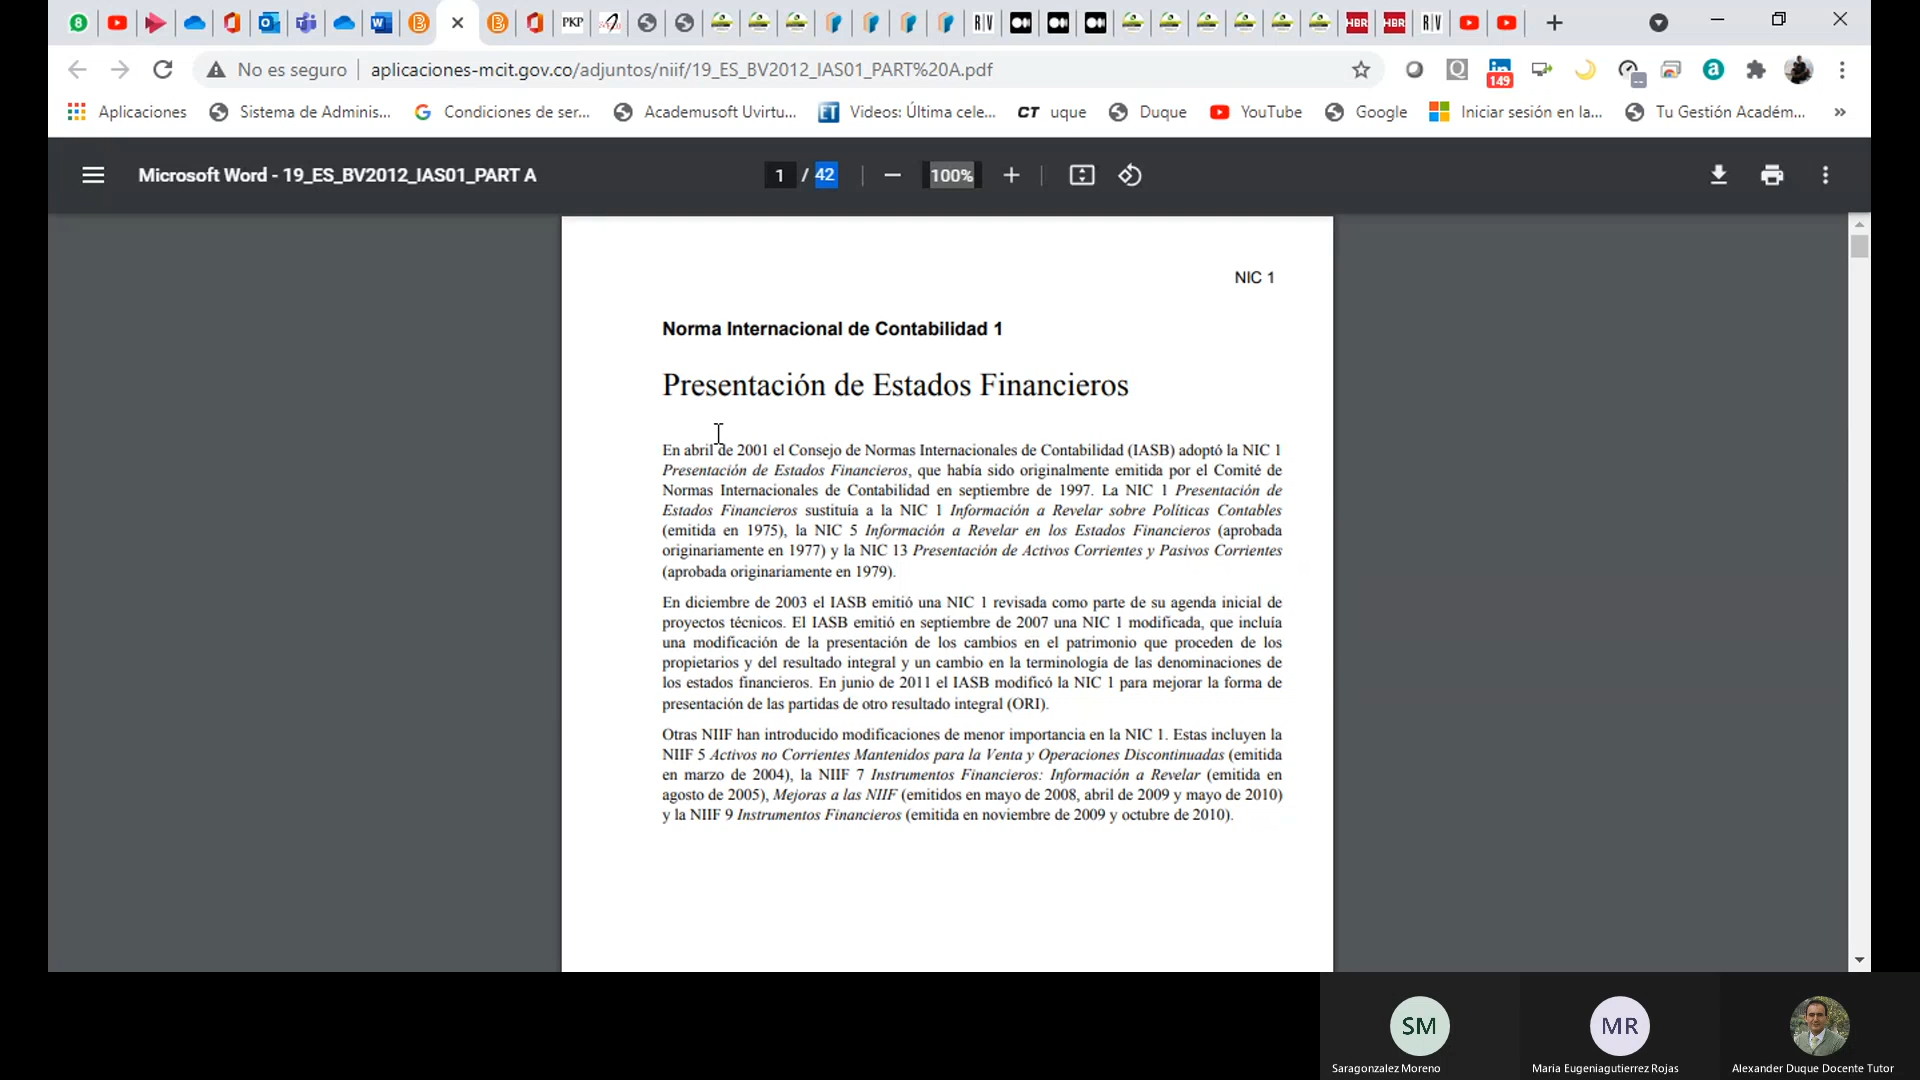 No es seguro
aplicaciones-mcit.gov.co/adjuntos/niif/19_ES_BV2012_IAS01_PART%20A.pdf
Aplicaciones
Sistema de Adminis...
Condiciones de ser...
Academusoft Uvirtu...
Videos: Última cele...
uque
Duque
YouTube
Google
Iniciar sesión en la...
Tu Gestión Académ...
Microsoft Word - 19_ES_BV2012_IAS01_PART A
1 / 42
100%
149
PKP
HBR
HBR
R|V
R|V
ET
CT
NIC 1
Norma Internacional de Contabilidad 1
Presentación de Estados Financieros
En abril de 2001 el Consejo de Normas Internacionales de Contabilidad (IASB) adoptó la NIC 1
Presentación de Estados Financieros, que había sido originalmente emitida por el Comité de
Normas Internacionales de Contabilidad en septiembre de 1997. La NIC 1 Presentación de
Estados Financieros sustituía a la NIC 1 Información a Revelar sobre Políticas Contables
(emitida en 1975), la NIC 5 Información a Revelar en los Estados Financieros (aprobada
originariamente en 1977) y la NIC 13 Presentación de Activos Corrientes y Pasivos Corrientes
(aprobada originariamente en 1979).
En diciembre de 2003 el IASB emitió una NIC 1 revisada como parte de su agenda inicial de
proyectos técnicos. El IASB emitió en septiembre de 2007 una NIC 1 modificada, que incluía
una modificación de la presentación de los cambios en el patrimonio que proceden de los
propietarios y del resultado integral y un cambio en la terminología de las denominaciones de
los estados financieros. En junio de 2011 el IASB modificó la NIC 1 para mejorar la forma de
presentación de las partidas de otro resultado integral (ORI).
Otras NIIF han introducido modificaciones de menor importancia en la NIC 1. Estas incluyen la
NIIF 5 Activos no Corrientes Mantenidos para la Venta y Operaciones Discontinuadas (emitida
en marzo de 2004), la NIIF 7 Instrumentos Financieros: Información a Revelar (emitida en
agosto de 2005), Mejoras a las NIIF (emitidos en mayo de 2008, abril de 2009 y mayo de 2010)
y la NIIF 9 Instrumentos Financieros (emitida en noviembre de 2009 y octubre de 2010).
SM
MR
Saragonzalez Moreno
Maria Eugeniagutierrez Rojas
Alexander Duque Docente Tutor